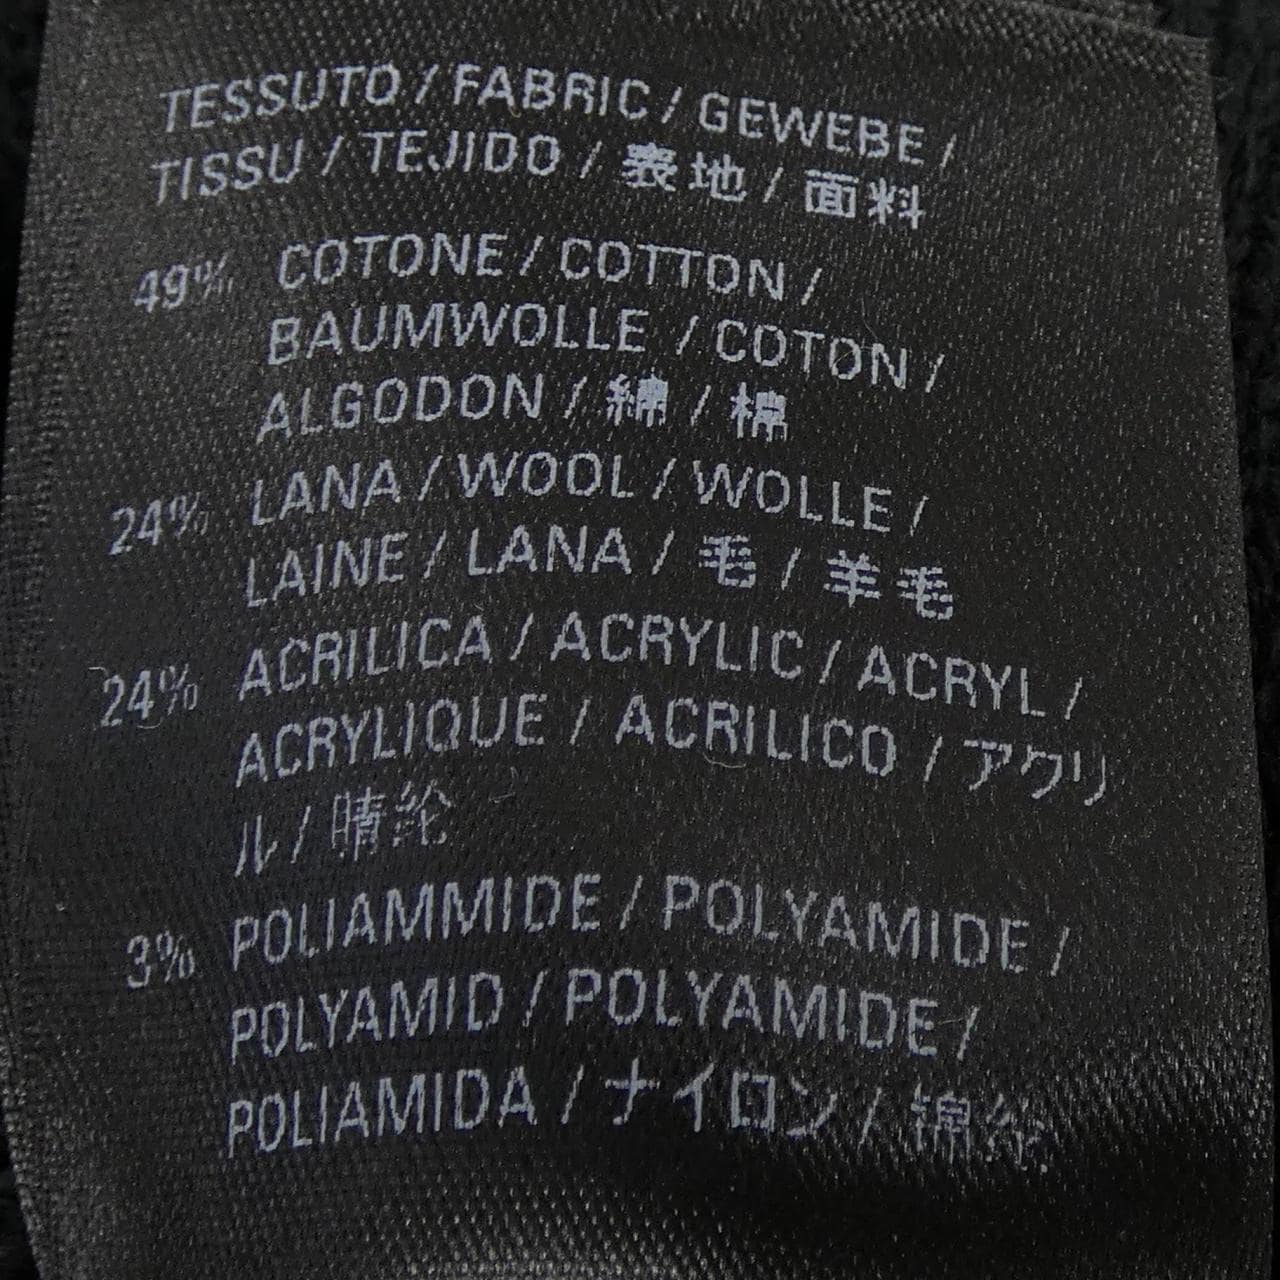 TESSUTO / FABRIC / GEWEBE /
TISSU / TEJIDO / 表地 / 面料
49% COTONE / COTTON /
BAUMWOLLE / COTON /
ALGODON / 綿 / 棉
24% LANA / WOOL / WOLLE /
LAINE / LANA / 毛 / 羊毛
24% ACRILICA / ACRYLIC / ACRYL /
ACRYLIQUE / ACRILICO / アクリ
ル / 晴纶
3% POLIAMMIDE / POLYAMIDE /
POLYAMID / POLYAMIDE /
POLIAMIDA / ナイロン / 锦纶